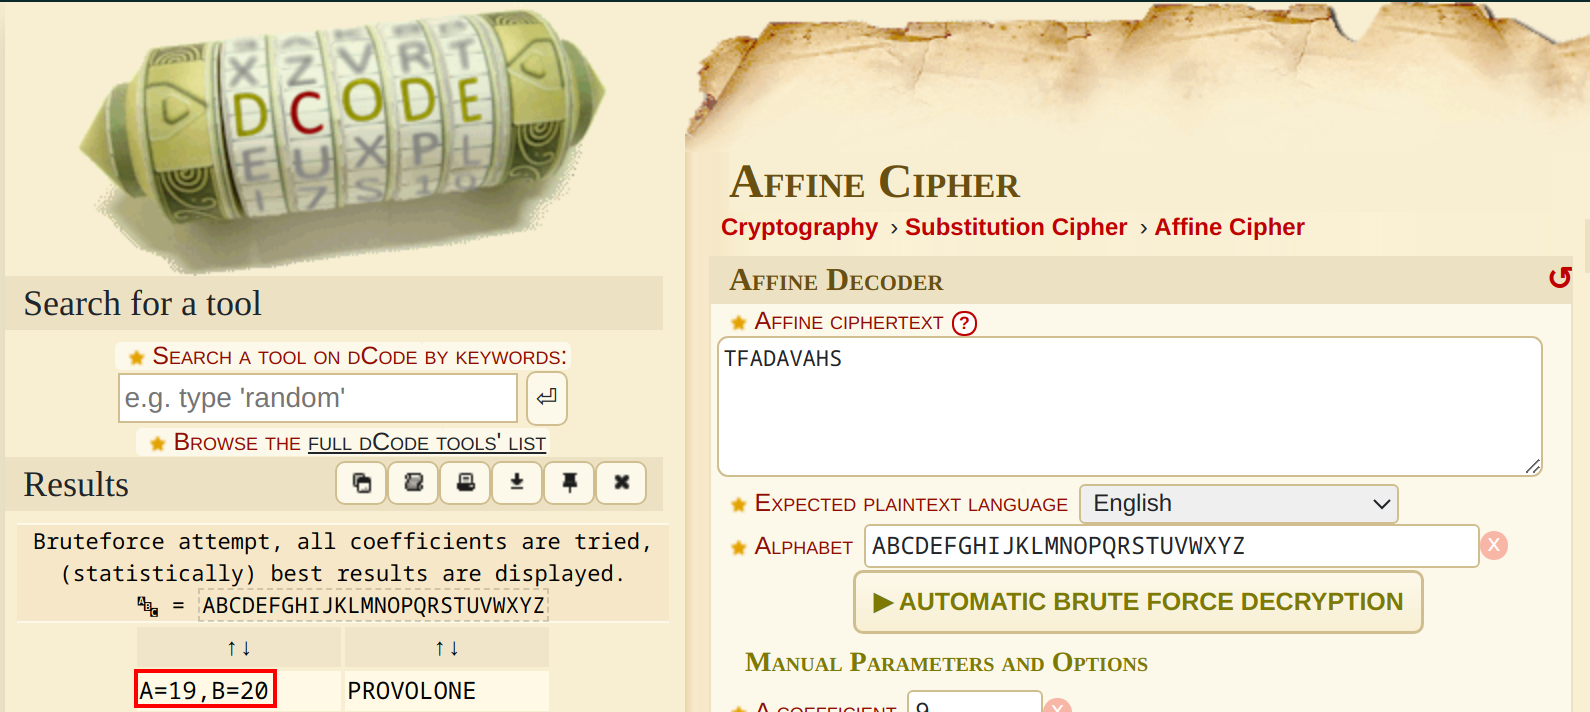 X Z V R T
D C O D E
E U X P L
Search for a tool
Search a tool on dCode by keywords:
e.g. type 'random'
Browse the full dCode tools' list
Results
Bruteforce attempt, all coefficients are tried,
(statistically) best results are displayed.
= ABCDEFGHIJKLMNOPQRSTUVWXYZ
↑↓ ↑↓
A=19,B=20 PROVOLONE
Affine Cipher
Cryptography › Substitution Cipher › Affine Cipher
Affine Decoder
Affine ciphertext ?
TFADAVAHS
Expected plaintext language English
Alphabet ABCDEFGHIJKLMNOPQRSTUVWXYZ X
▶ AUTOMATIC BRUTE FORCE DECRYPTION
Manual Parameters and Options
A coefficient 9 X